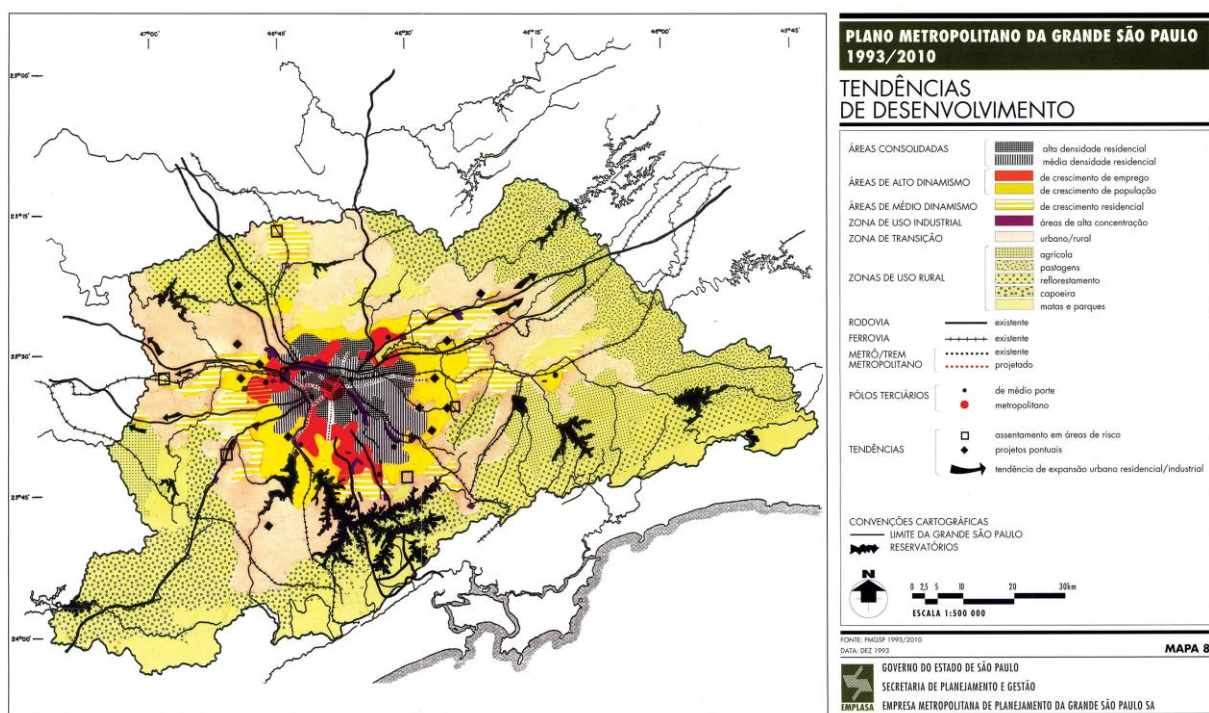 47°00'
46°45'
46°30'
46°15'
46°00'
45°45'
23°00'
23°15'
23°30'
23°45'
24°00'
PLANO METROPOLITANO DA GRANDE SÃO PAULO
1993/2010
TENDÊNCIAS
DE DESENVOLVIMENTO
ÁREAS CONSOLIDADAS
alta densidade residencial
média densidade residencial
ÁREAS DE ALTO DINAMISMO
de crescimento de emprego
de crescimento de população
ÁREAS DE MÉDIO DINAMISMO
de crescimento residencial
ZONA DE USO INDUSTRIAL
áreas de alta concentração
ZONA DE TRANSIÇÃO
urbano/rural
ZONAS DE USO RURAL
agrícola
pastagens
reflorestamento
capoeira
matas e parques
RODOVIA
existente
FERROVIA
existente
METRÔ/TREM
METROPOLITANO
existente
projetado
PÓLOS TERCIÁRIOS
de médio porte
metropolitano
TENDÊNCIAS
assentamento em áreas de risco
projetos pontuais
tendência de expansão urbano residencial/industrial
CONVENÇÕES CARTOGRÁFICAS
LIMITE DA GRANDE SÃO PAULO
RESERVATÓRIOS
N
0 2,5 5 10 20 30km
ESCALA 1:500 000
FONTE: PMGSP 1993/2010
DATA: DEZ 1993
MAPA 8
EMPLASA
GOVERNO DO ESTADO DE SÃO PAULO
SECRETARIA DE PLANEJAMENTO E GESTÃO
EMPRESA METROPOLITANA DE PLANEJAMENTO DA GRANDE SÃO PAULO SA